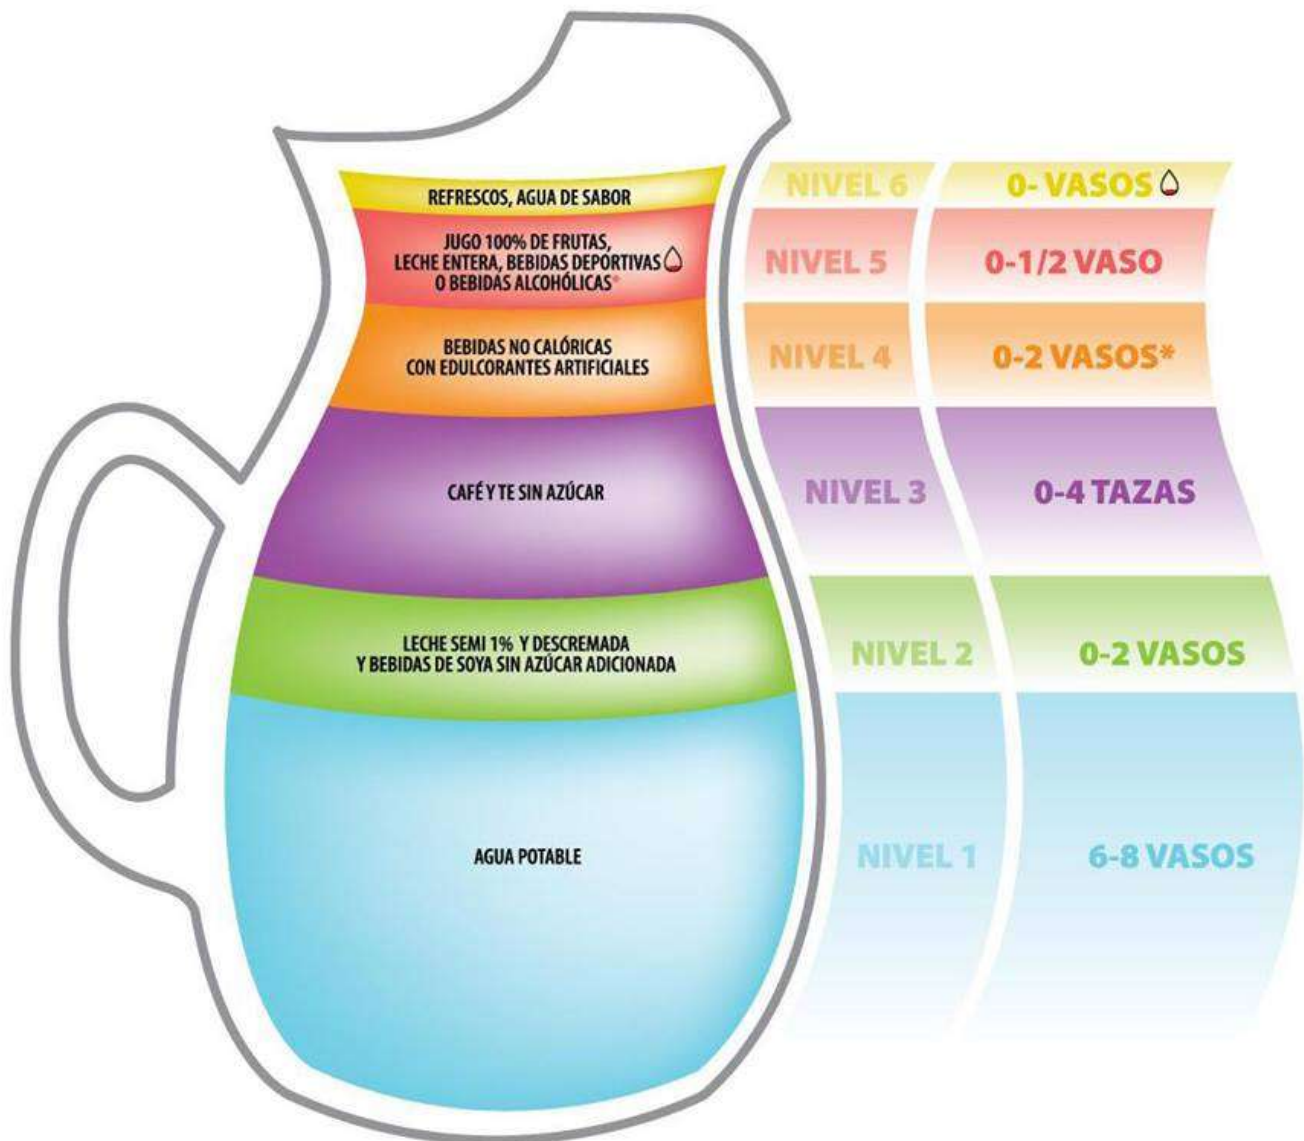 REFRESCOS, AGUA DE SABOR
NIVEL 6
0- VASOS
JUGO 100% DE FRUTAS,
LECHE ENTERA, BEBIDAS DEPORTIVAS
O BEBIDAS ALCOHÓLICAS*
NIVEL 5
0-1/2 VASO
BEBIDAS NO CALÓRICAS
CON EDULCORANTES ARTIFICIALES
NIVEL 4
0-2 VASOS*
CAFÉ Y TE SIN AZÚCAR
NIVEL 3
0-4 TAZAS
LECHE SEMI 1% Y DESCREMADA
Y BEBIDAS DE SOYA SIN AZÚCAR ADICIONADA
NIVEL 2
0-2 VASOS
AGUA POTABLE
NIVEL 1
6-8 VASOS